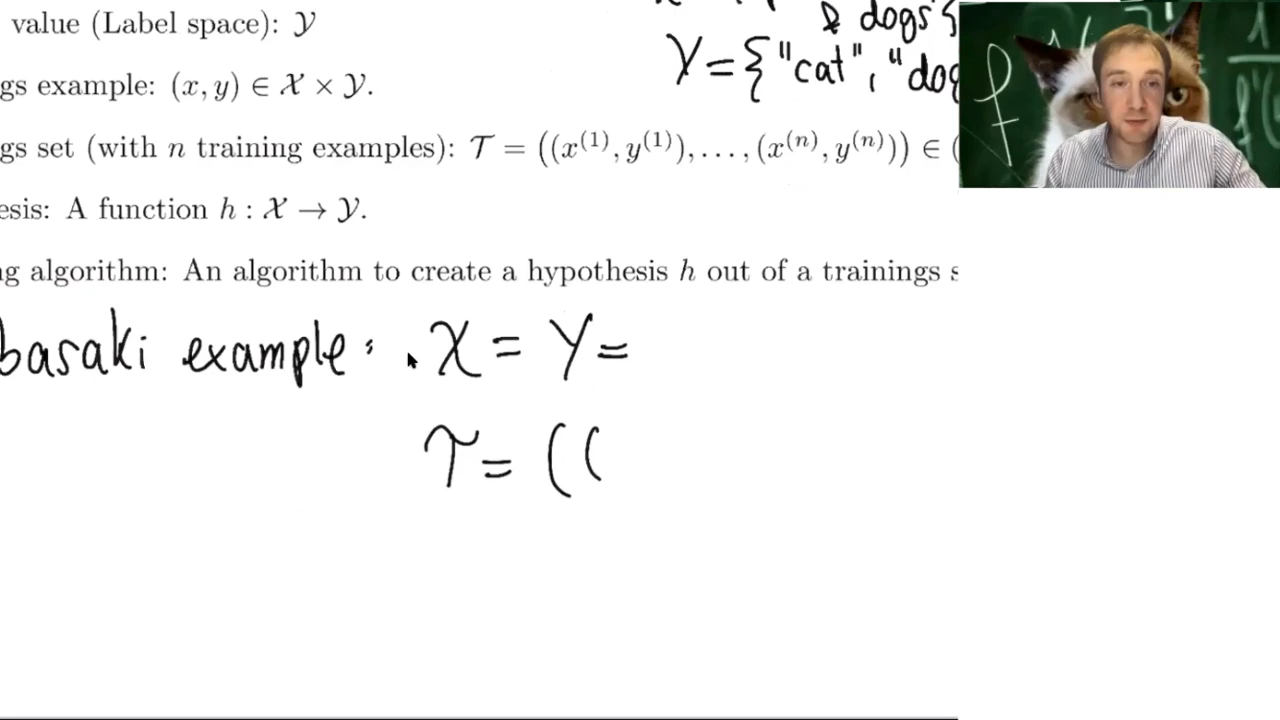 & dogs}
value (Label space): 𝒴
Y = {"cat", "dog
gs example: (x, y) ∈ 𝒳 × 𝒴.
gs set (with n training examples): 𝒯 = ((x⁽¹⁾, y⁽¹⁾), …, (x⁽ⁿ⁾, y⁽ⁿ⁾)) ∈ (
esis: A function h : 𝒳 → 𝒴.
ng algorithm: An algorithm to create a hypothesis h out of a trainings s
basaki example: . X = Y =
T = ((